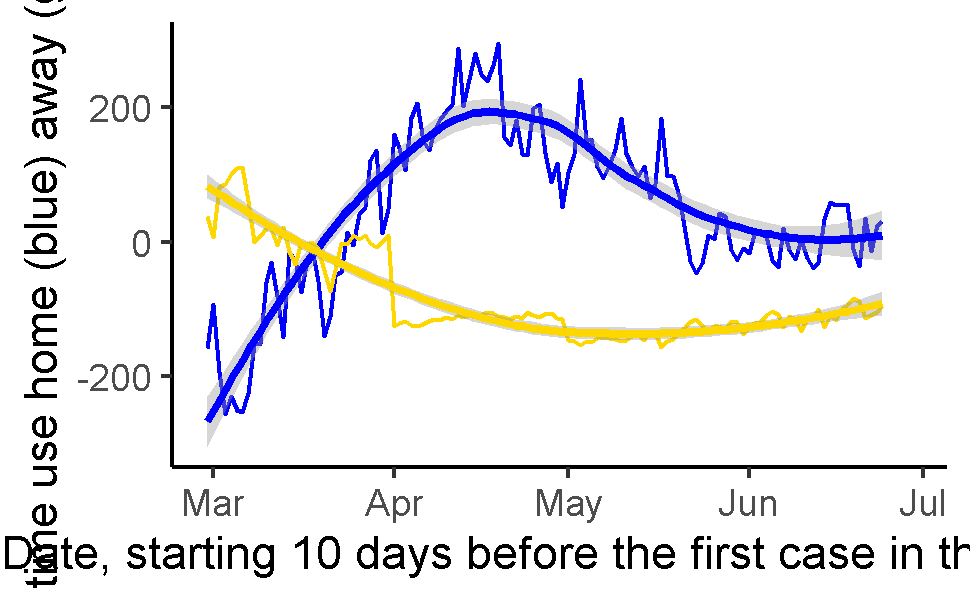 time use home (blue) away (
200
0
-200
Mar Apr May Jun Jul
Date, starting 10 days before the first case in th